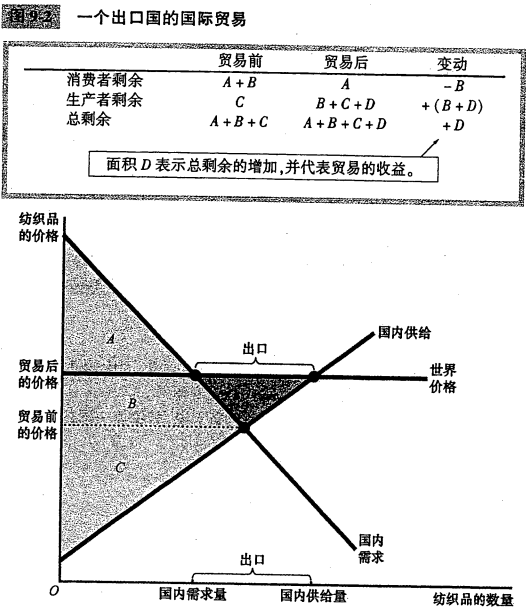 图 9-2 一个出口国的国际贸易
贸易前 贸易后 变动
消费者剩余 A + B A - B
生产者剩余 C B + C + D + (B + D)
总剩余 A + B + C A + B + C + D + D
面积 D 表示总剩余的增加,并代表贸易的收益。
纺织品
的价格
国内供给
A
出口
贸易后
的价格
世界
价格
B
贸易前
的价格
C
国内
需求
出口
O
国内需求量 国内供给量 纺织品的数量